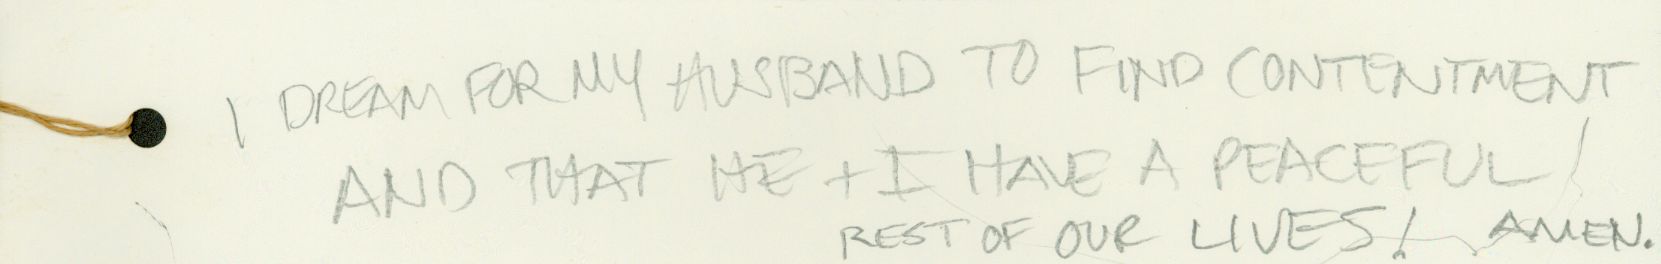 I DREAM FOR MY HUSBAND TO FIND CONTENTMENT
AND THAT HE + I HAVE A PEACEFUL
REST OF OUR LIVES! AMEN.